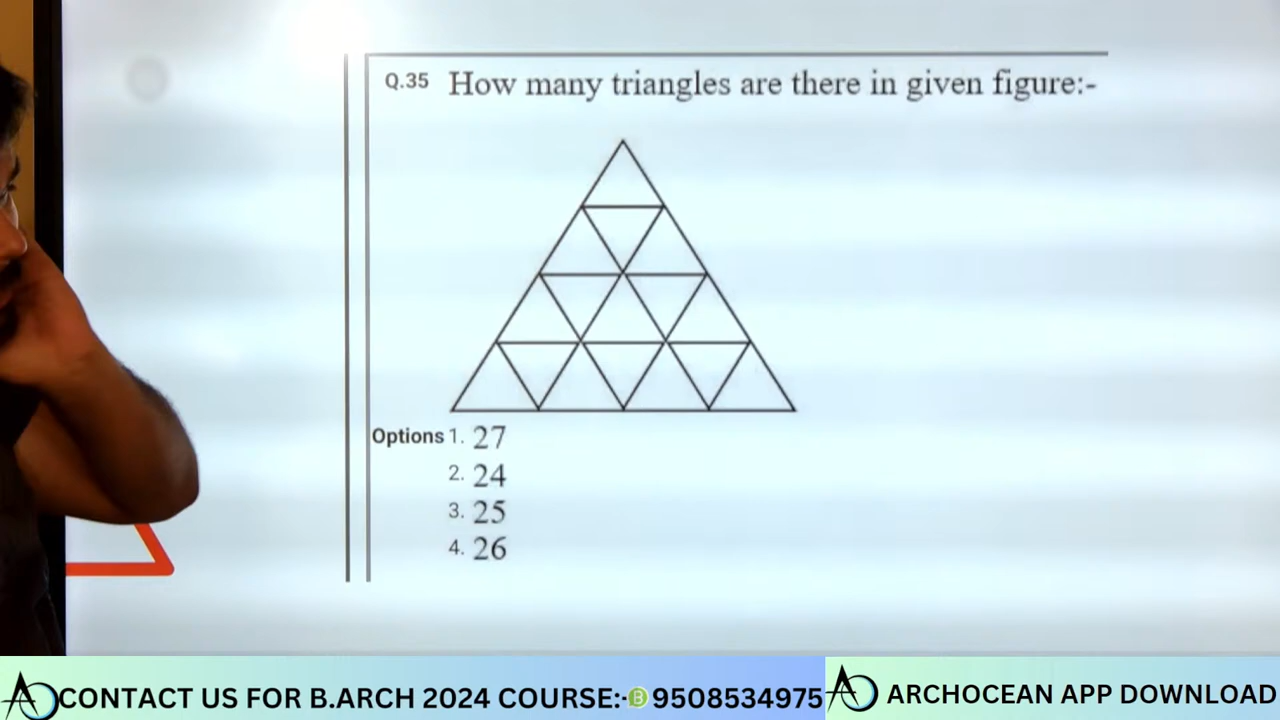 Q.35 How many triangles are there in given figure:-
Options 1. 27
2. 24
3. 25
4. 26
CONTACT US FOR B.ARCH 2024 COURSE:- B 9508534975
ARCHOCEAN APP DOWNLOAD